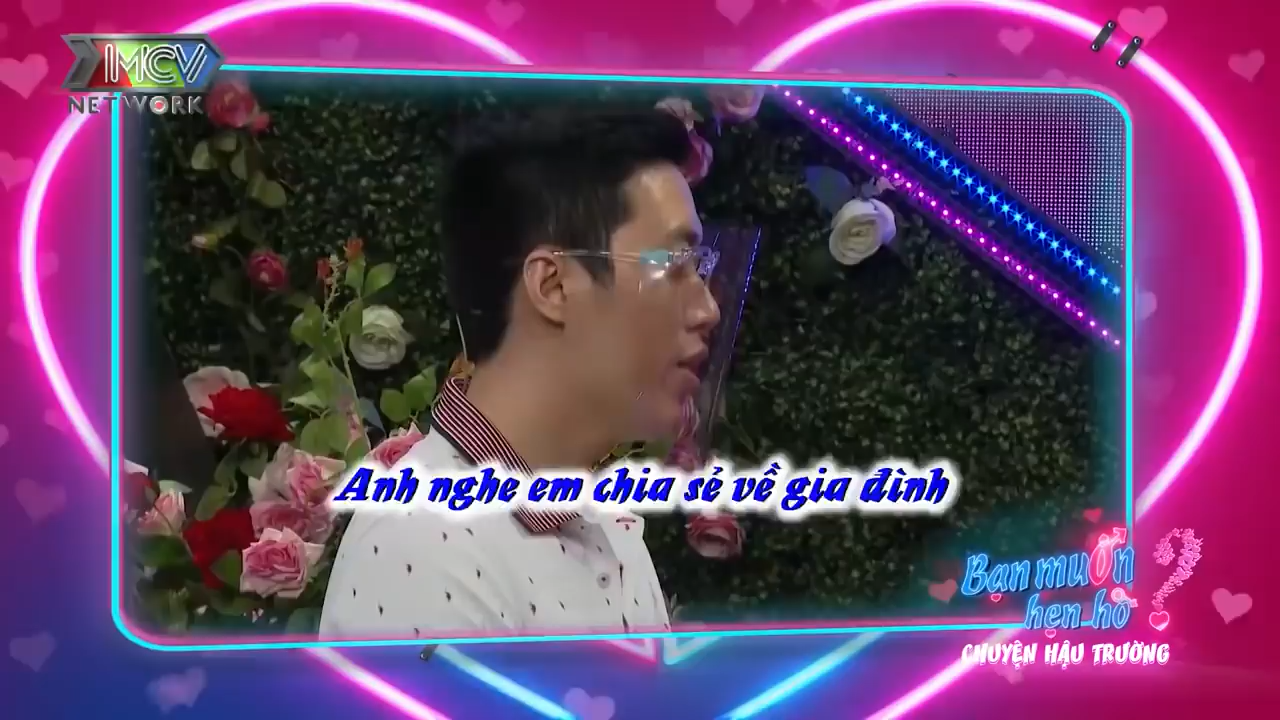 MCV
NETWORK
Anh nghe em chia sẻ về gia đình
Bạn muốn
hẹn hò?
CHUYỆN HẬU TRƯỜNG